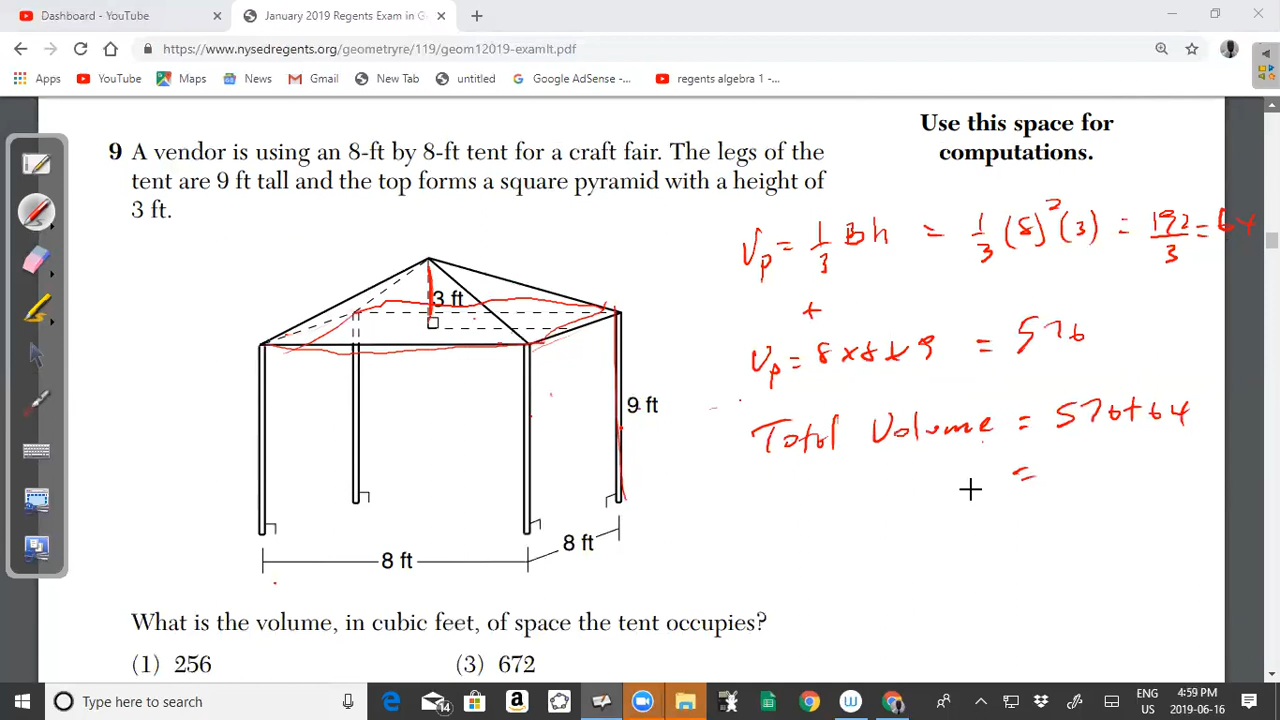 Dashboard - YouTube
January 2019 Regents Exam in G
https://www.nysedregents.org/geometryre/119/geom12019-examlt.pdf
Apps YouTube Maps News Gmail New Tab untitled Google AdSense -... regents algebra 1 -...
Use this space for
computations.
9 A vendor is using an 8-ft by 8-ft tent for a craft fair. The legs of the
tent are 9 ft tall and the top forms a square pyramid with a height of
3 ft.
Vp = 1/3 Bh = 1/3 (8)² (3) = 192/3 = 64
+
Vp = 8 x 8 x 9 = 576
Total Volume = 576 + 64
=
3 ft
9 ft
8 ft
8 ft
What is the volume, in cubic feet, of space the tent occupies?
(1) 256 (3) 672
Type here to search
14
ENG
US
4:59 PM
2019-06-16